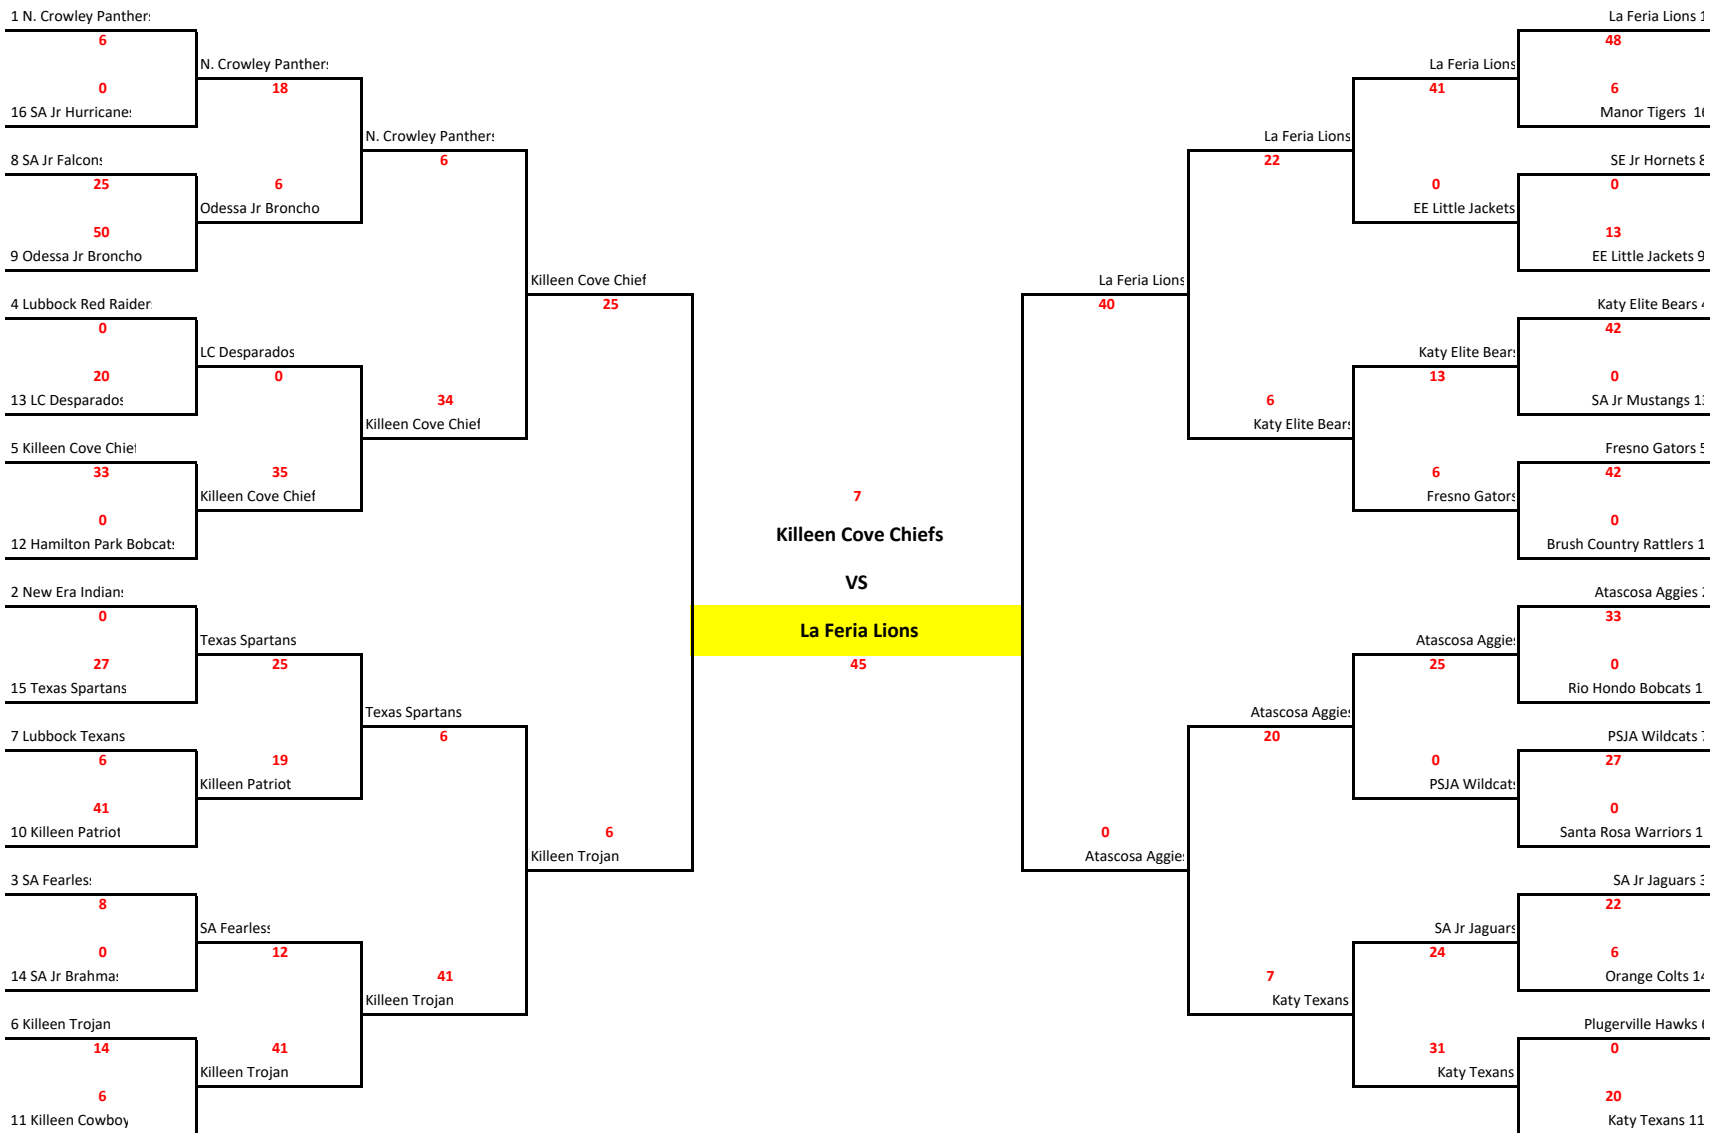 1 N. Crowley Panther
6
0
16 SA Jr Hurricane
8 SA Jr Falcon
25
50
9 Odessa Jr Broncho
4 Lubbock Red Raider
0
20
13 LC Desparados
5 Killeen Cove Chief
33
0
12 Hamilton Park Bobcat
2 New Era Indian
0
27
15 Texas Spartans
7 Lubbock Texans
6
41
10 Killeen Patriot
3 SA Fearless
8
0
14 SA Jr Brahma
6 Killeen Trojan
14
6
11 Killeen Cowboy
N. Crowley Panther
18
6
Odessa Jr Broncho
LC Desparados
0
35
Killeen Cove Chief
Texas Spartans
25
19
Killeen Patriot
SA Fearless
12
41
Killeen Trojan
N. Crowley Panther
6
34
Killeen Cove Chief
Texas Spartans
6
41
Killeen Trojan
Killeen Cove Chief
25
6
Killeen Trojan
7
Killeen Cove Chiefs
VS
La Feria Lions
45
La Feria Lions
40
0
Atascosa Aggie
La Feria Lions
22
6
Katy Elite Bear
Atascosa Aggie
20
7
Katy Texans
La Feria Lions
41
0
EE Little Jackets
Katy Elite Bear
13
6
Fresno Gators
Atascosa Aggie
25
0
PSJA Wildcat
SA Jr Jaguars
24
31
Katy Texans
La Feria Lions 1
48
6
Manor Tigers 16
SE Jr Hornets 8
0
13
EE Little Jackets 9
Katy Elite Bears 4
42
0
SA Jr Mustangs 1
Fresno Gators 5
42
0
Brush Country Rattlers 1
Atascosa Aggies 2
33
0
Rio Hondo Bobcats 1
PSJA Wildcats 7
27
0
Santa Rosa Warriors 1
SA Jr Jaguars 3
22
6
Orange Colts 14
Plugerville Hawks 6
0
20
Katy Texans 11